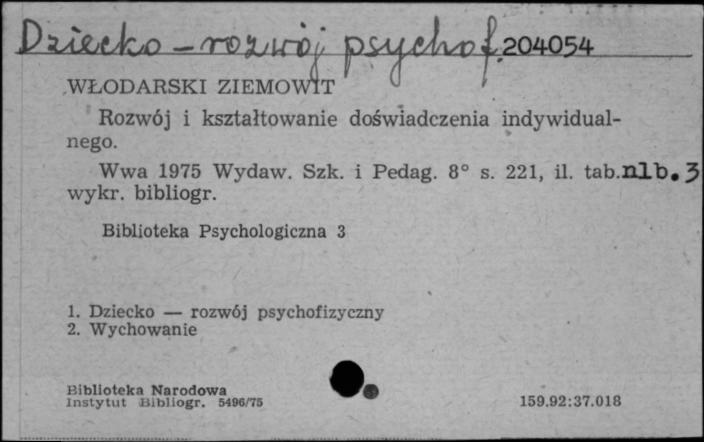 Dziecko – rozwój psychof. 204054
WŁODARSKI ZIEMOWIT
Rozwój i kształtowanie doświadczenia indywidual-
nego.
Wwa 1975 Wydaw. Szk. i Pedag. 8° s. 221, il. tab.nlb.3
wykr. bibliogr.
Biblioteka Psychologiczna 3
1. Dziecko — rozwój psychofizyczny
2. Wychowanie
Biblioteka Narodowa
Instytut Bibliogr. 5496/75
159.92:37.018